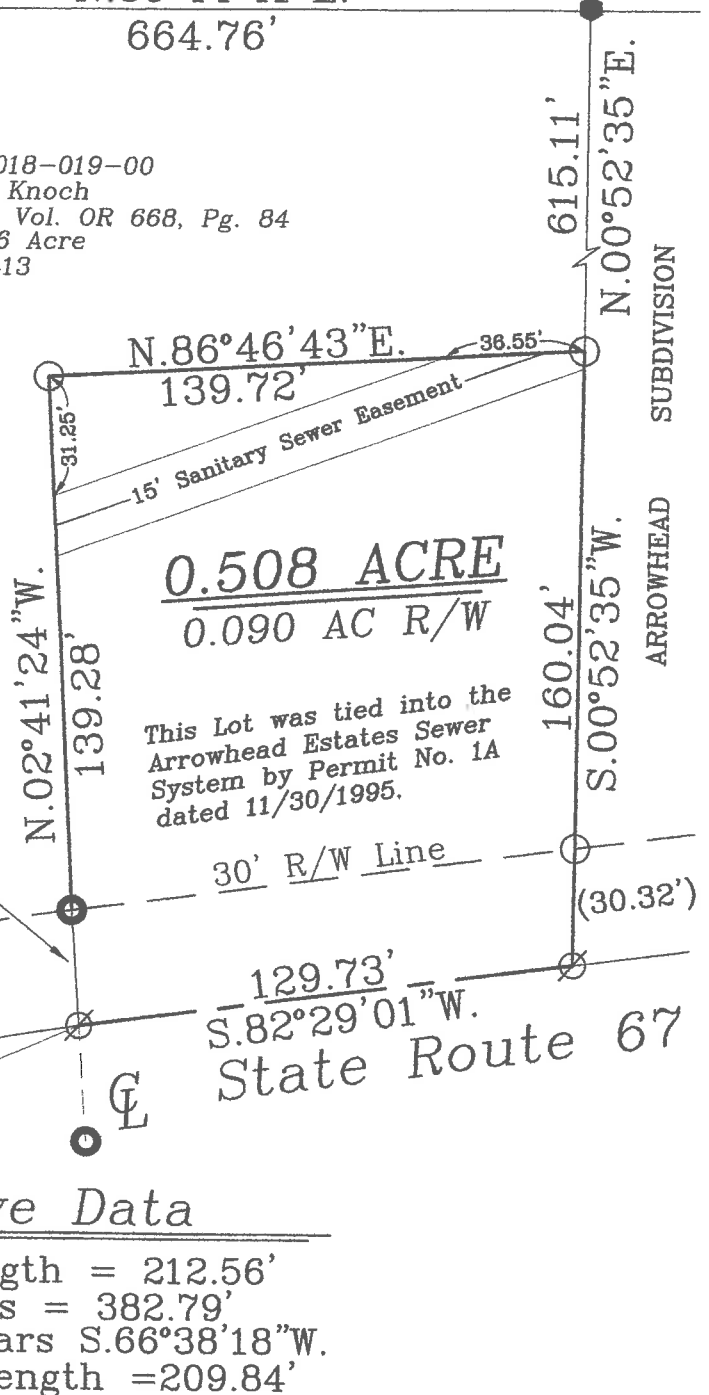 664.76'
615.11'
N.00°52'35"E.
018-019-00
Knoch
Vol. OR 668, Pg. 84
6 Acre
13
SUBDIVISION
N.86°46'43"E.
139.72'
36.55'
31.25'
15' Sanitary Sewer Easement
0.508 ACRE
0.090 AC R/W
ARROWHEAD
N.02°41'24"W.
139.28'
160.04'
S.00°52'35"W.
This Lot was tied into the
Arrowhead Estates Sewer
System by Permit No. 1A
dated 11/30/1995.
30' R/W Line
(30.32')
129.73'
S.82°29'01"W.
State Route 67
℄
ve Data
gth = 212.56'
s = 382.79'
ars S.66°38'18"W.
ength =209.84'